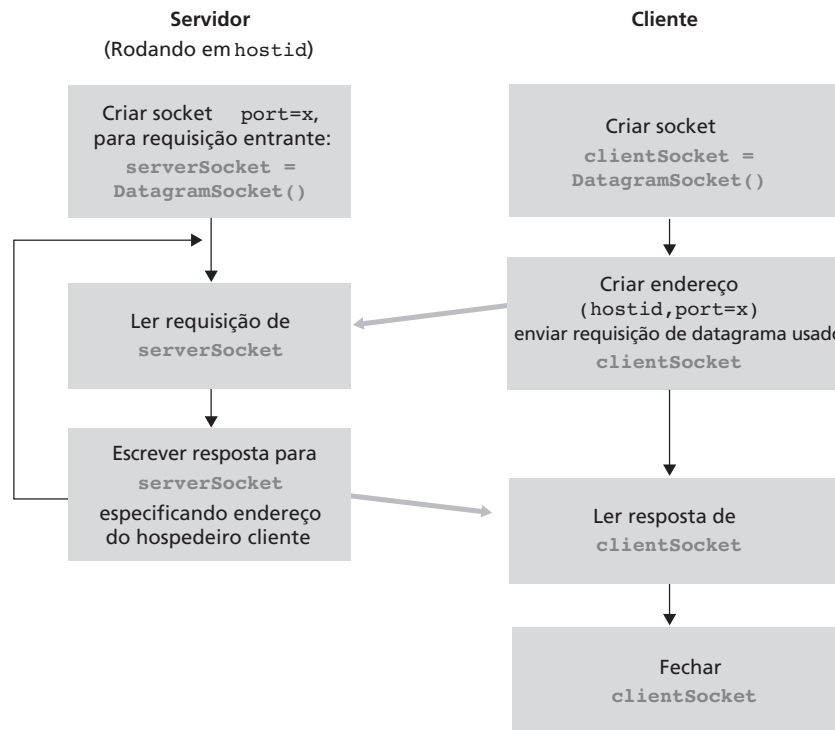 Servidor
(Rodando em hostid)
Criar socket port=x,
para requisição entrante:
serverSocket =
DatagramSocket()
Ler requisição de
serverSocket
Escrever resposta para
serverSocket
especificando endereço
do hospedeiro cliente
Cliente
Criar socket
clientSocket =
DatagramSocket()
Criar endereço
(hostid,port=x)
enviar requisição de datagrama usado
clientSocket
Ler resposta de
clientSocket
Fechar
clientSocket